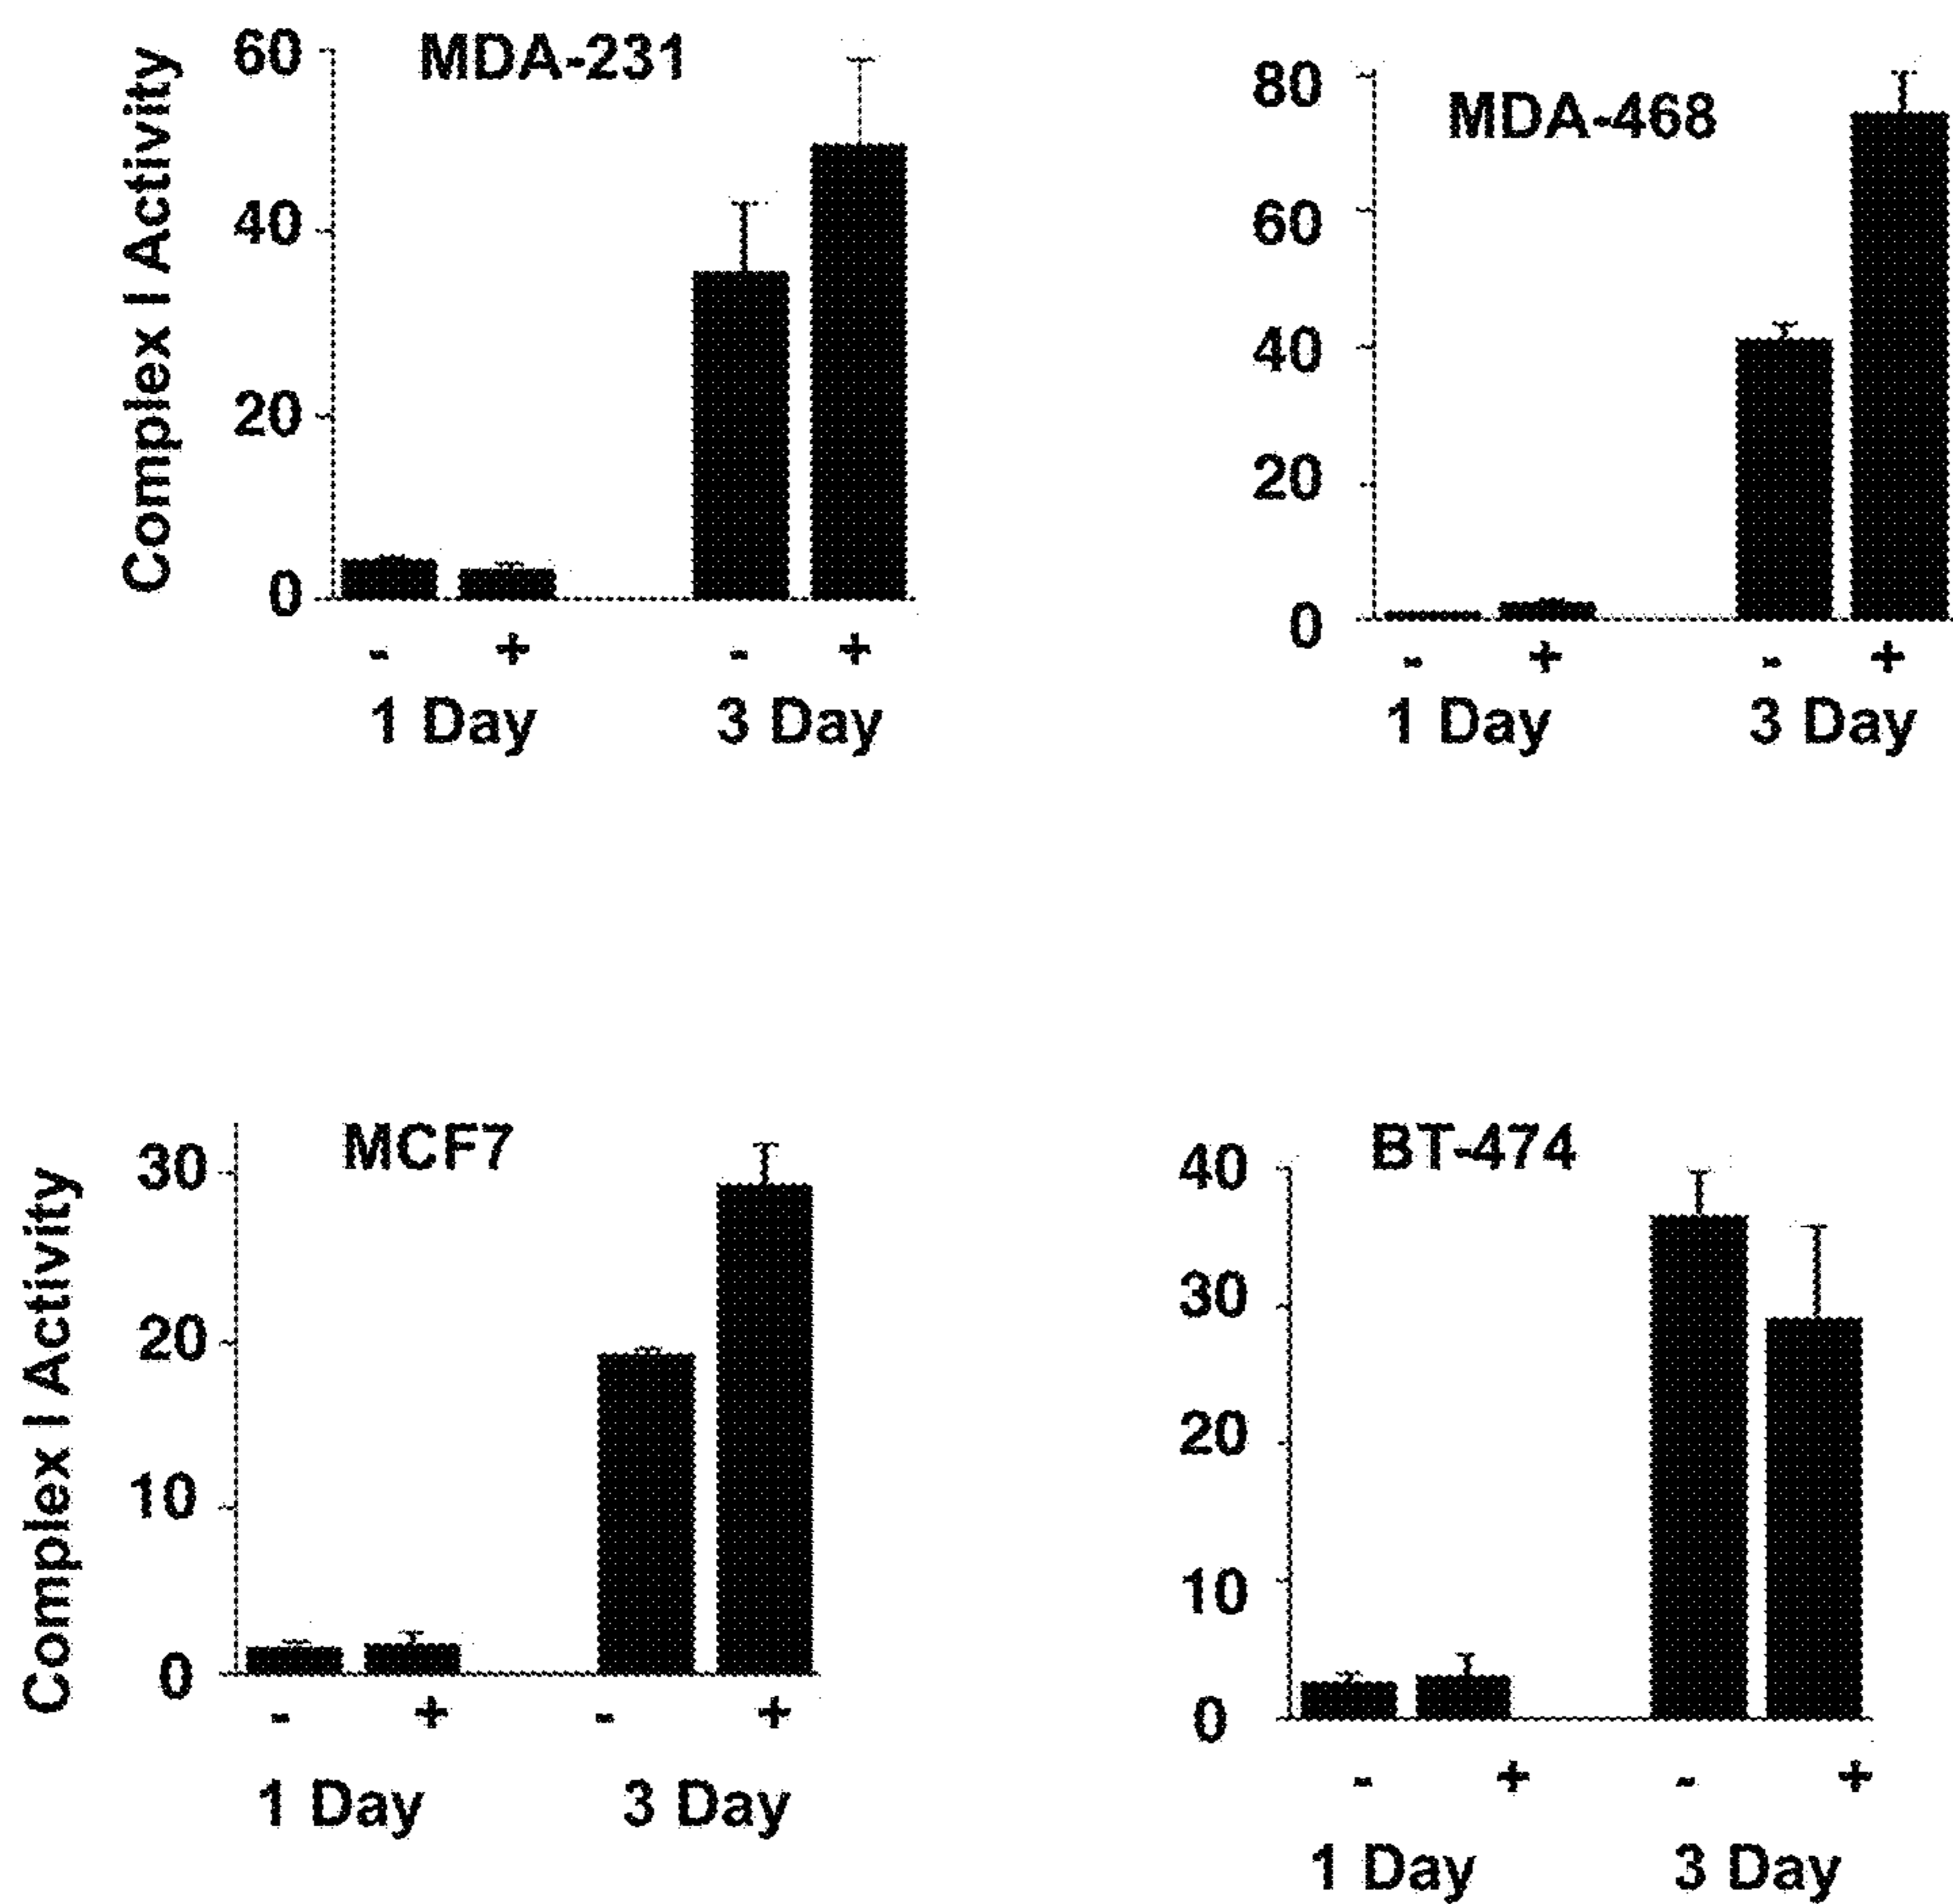 MDA-231
Complex I Activity
60
40
20
0
- + - +
1 Day 3 Day
MDA-468
80
60
40
20
0
- + - +
1 Day 3 Day
MCF7
Complex I Activity
30
20
10
0
- + - +
1 Day 3 Day
BT-474
40
30
20
10
0
- + - +
1 Day 3 Day